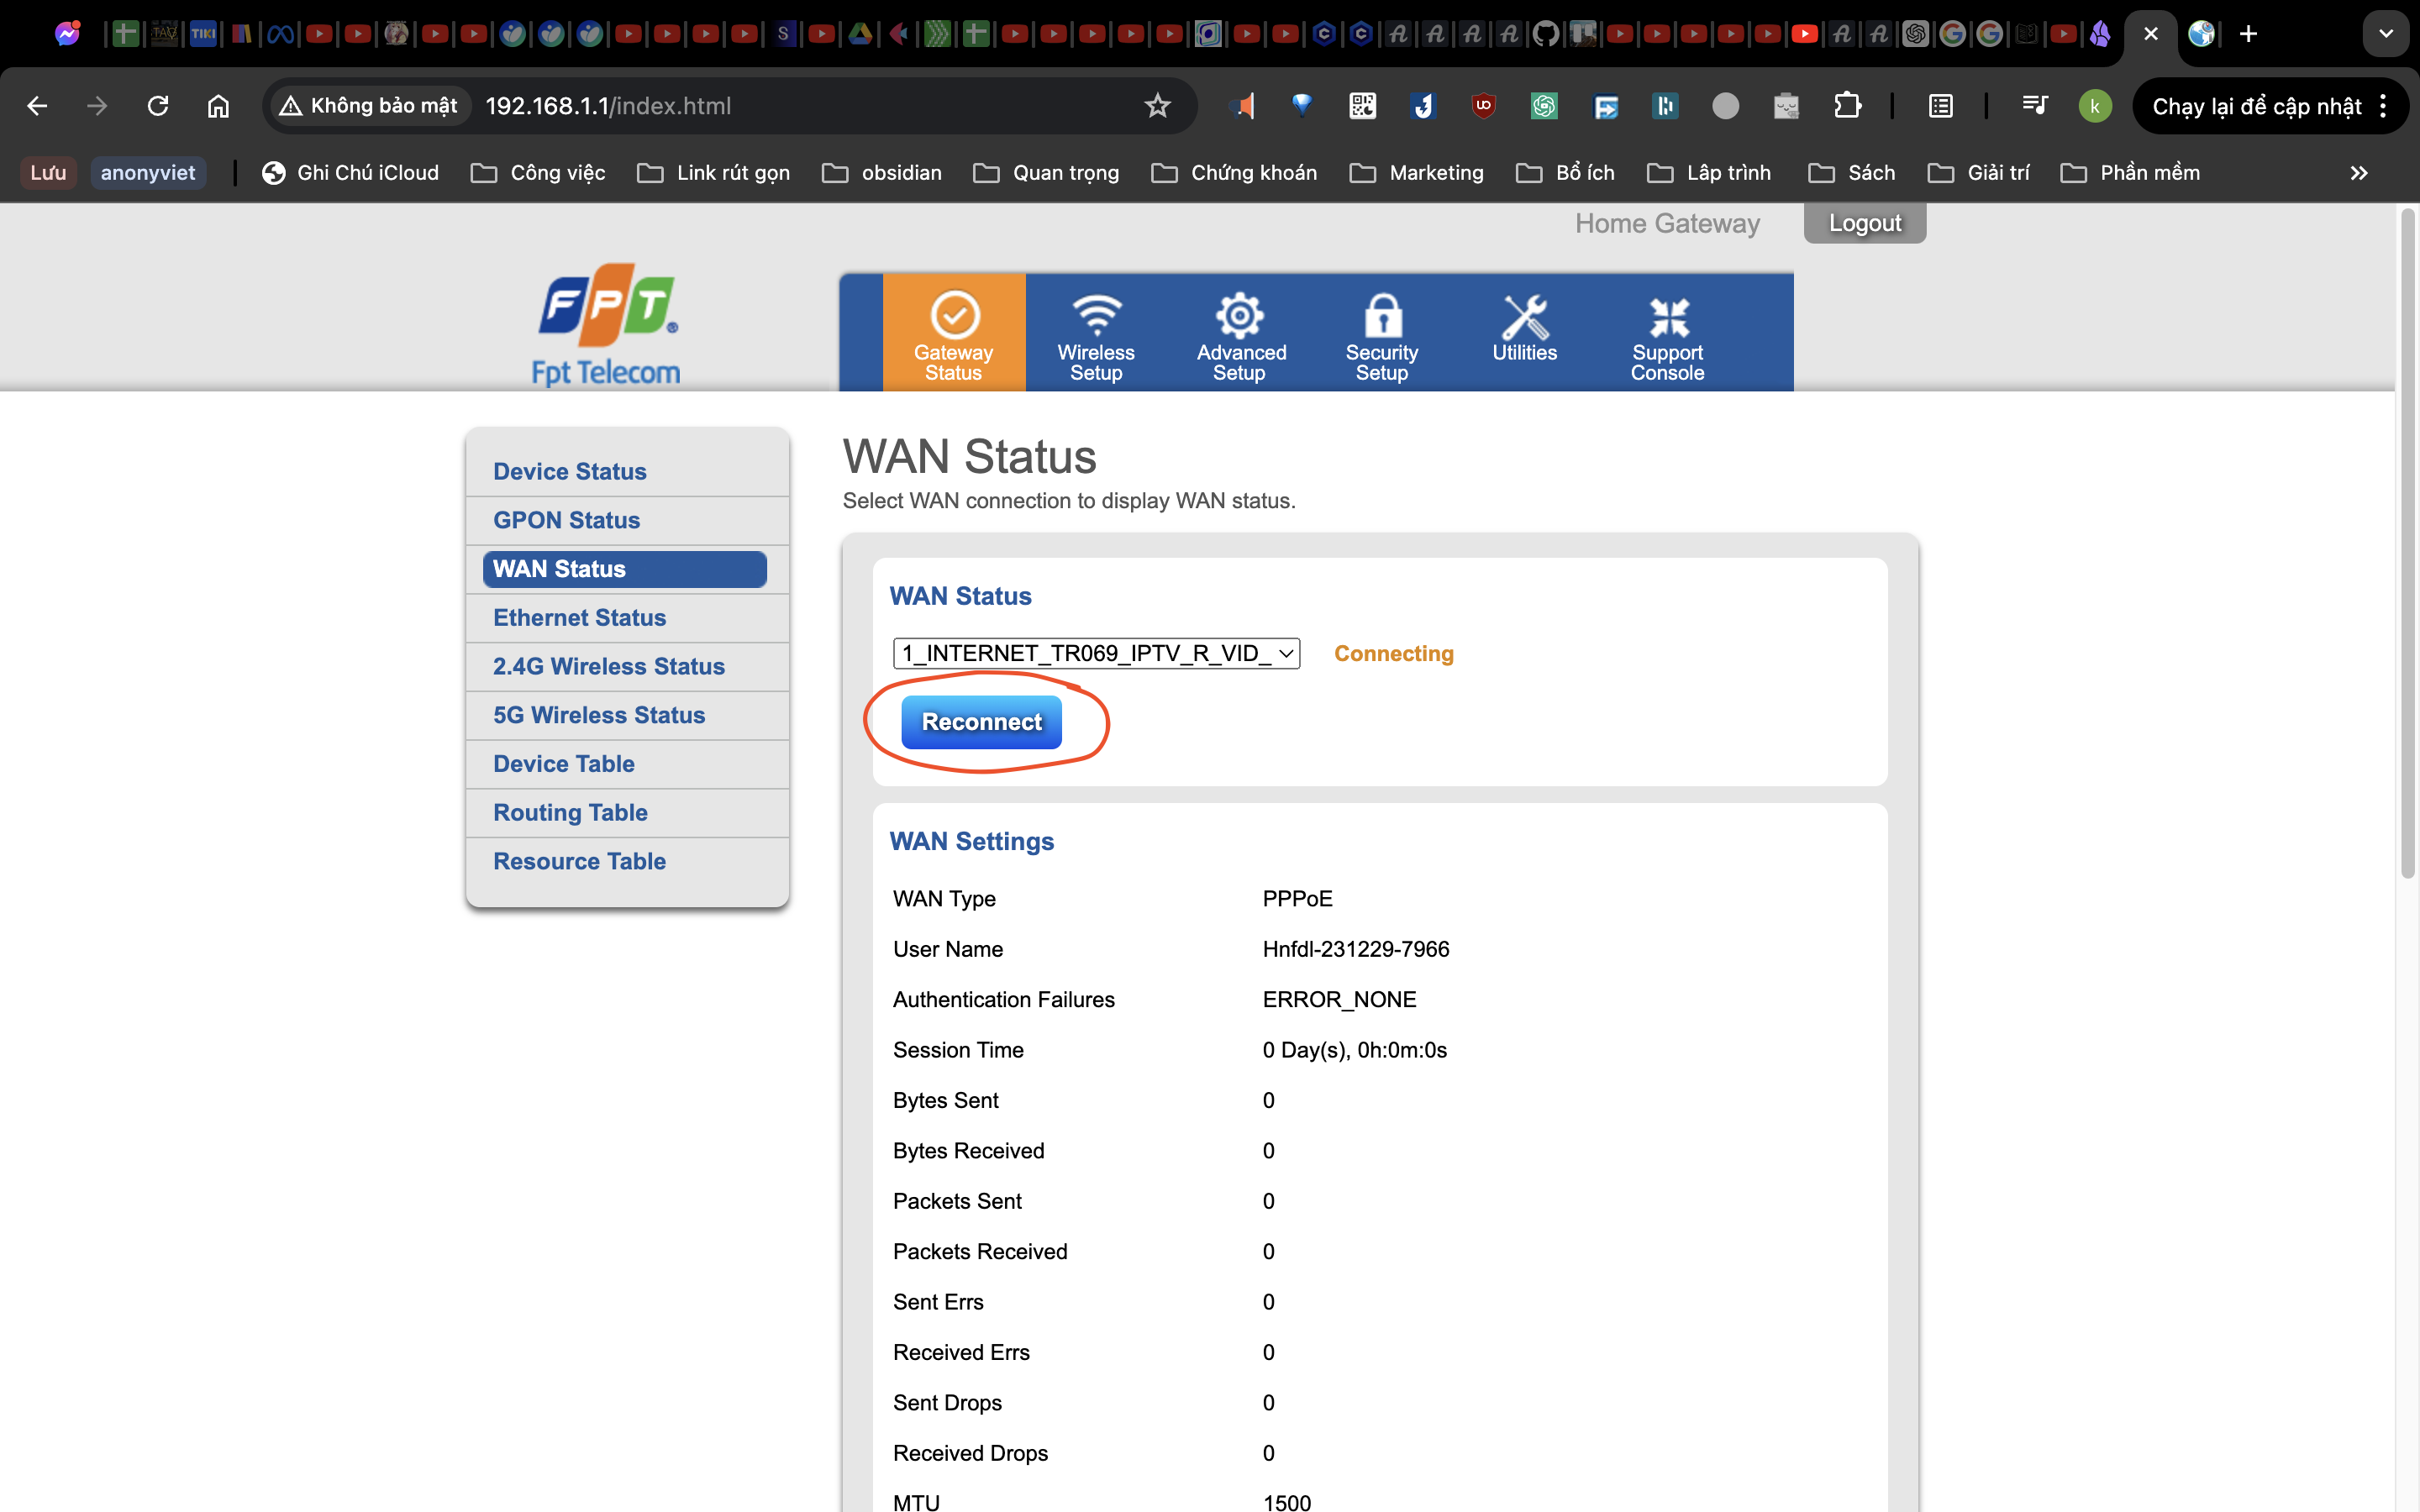 TIKI
S
Không bảo mật
192.168.1.1/index.html
k
Chạy lại để cập nhật
Lưu
anonyviet
Ghi Chú iCloud
Công việc
Link rút gọn
obsidian
Quan trọng
Chứng khoán
Marketing
Bổ ích
Lâp trình
Sách
Giải trí
Phần mềm
Home Gateway
Logout
FPT®
Fpt Telecom
Gateway
Status
Wireless
Setup
Advanced
Setup
Security
Setup
Utilities
Support
Console
Device Status
GPON Status
WAN Status
Ethernet Status
2.4G Wireless Status
5G Wireless Status
Device Table
Routing Table
Resource Table
WAN Status
Select WAN connection to display WAN status.
WAN Status
1_INTERNET_TR069_IPTV_R_VID_
Connecting
Reconnect
WAN Settings
WAN Type PPPoE
User Name Hnfdl-231229-7966
Authentication Failures ERROR_NONE
Session Time 0 Day(s), 0h:0m:0s
Bytes Sent 0
Bytes Received 0
Packets Sent 0
Packets Received 0
Sent Errs 0
Received Errs 0
Sent Drops 0
Received Drops 0
MTU 1500